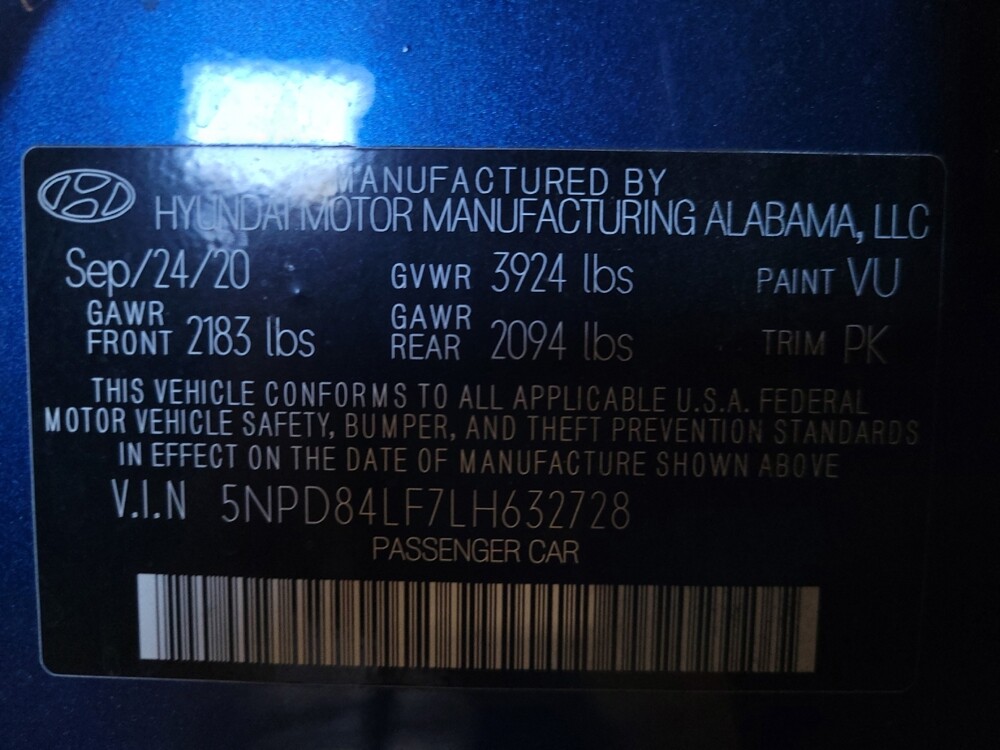 MANUFACTURED BY
HYUNDAI MOTOR MANUFACTURING ALABAMA, LLC
Sep/24/20 GVWR 3924 lbs PAINT VU
GAWR FRONT 2183 lbs GAWR REAR 2094 lbs TRIM PK
THIS VEHICLE CONFORMS TO ALL APPLICABLE U.S.A. FEDERAL
MOTOR VEHICLE SAFETY, BUMPER, AND THEFT PREVENTION STANDARDS
IN EFFECT ON THE DATE OF MANUFACTURE SHOWN ABOVE
V.I.N 5NPD84LF7LH632728
PASSENGER CAR